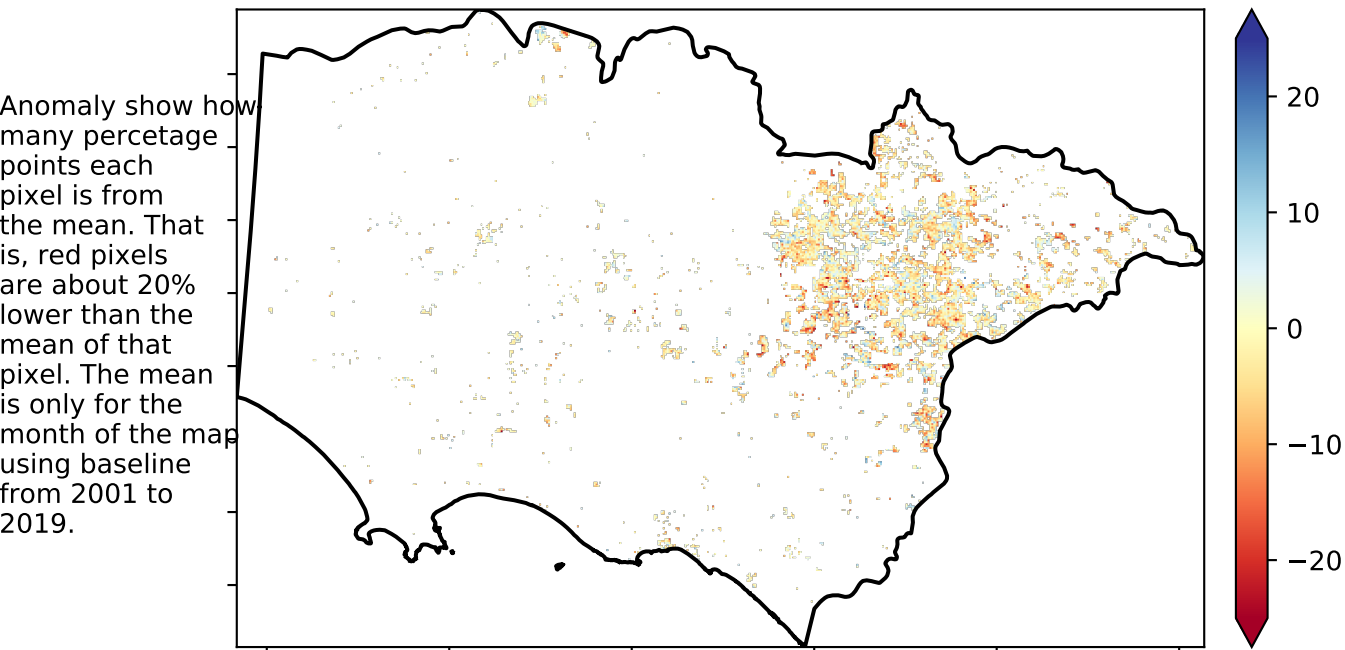 Anomaly show how
many percetage
points each
pixel is from
the mean. That
is, red pixels
are about 20%
lower than the
mean of that
pixel. The mean
is only for the
month of the map
using baseline
from 2001 to
2019.
20
10
0
−10
−20